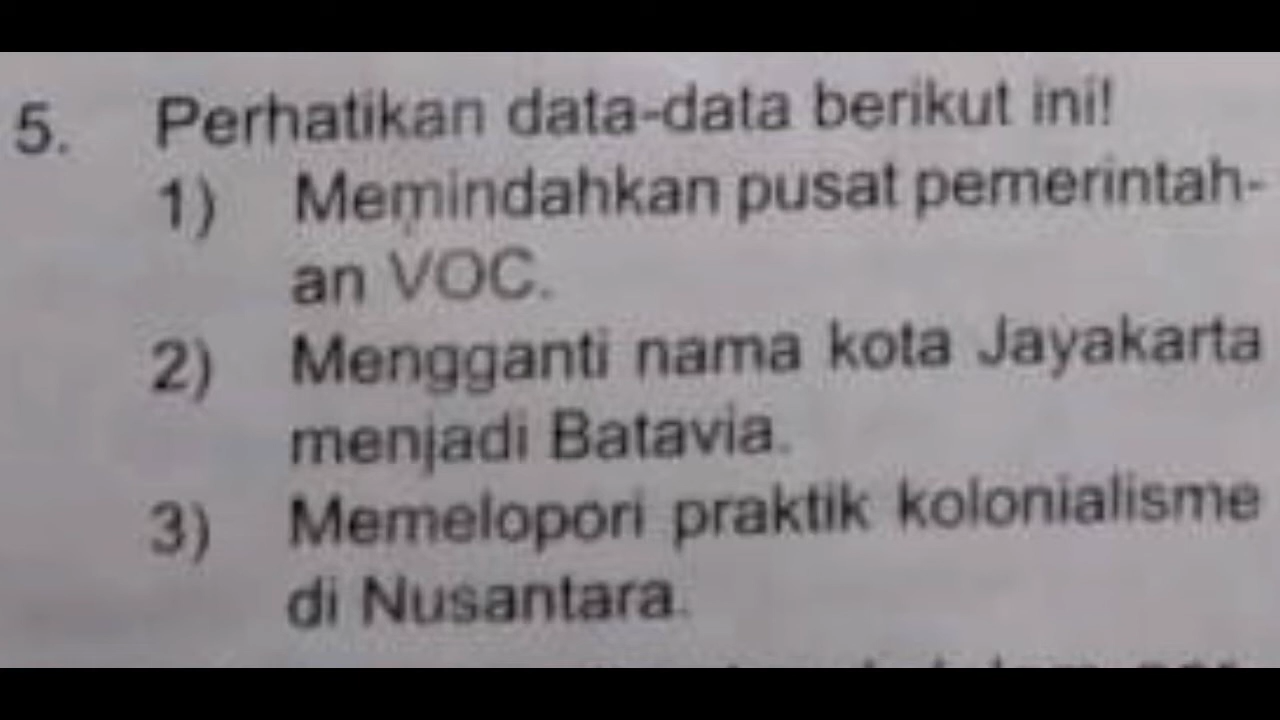 5. Perhatikan data-data berikut ini!
1) Memindahkan pusat pemerintah-
an VOC.
2) Mengganti nama kota Jayakarta
menjadi Batavia.
3) Memelopori praktik kolonialisme
di Nusantara.